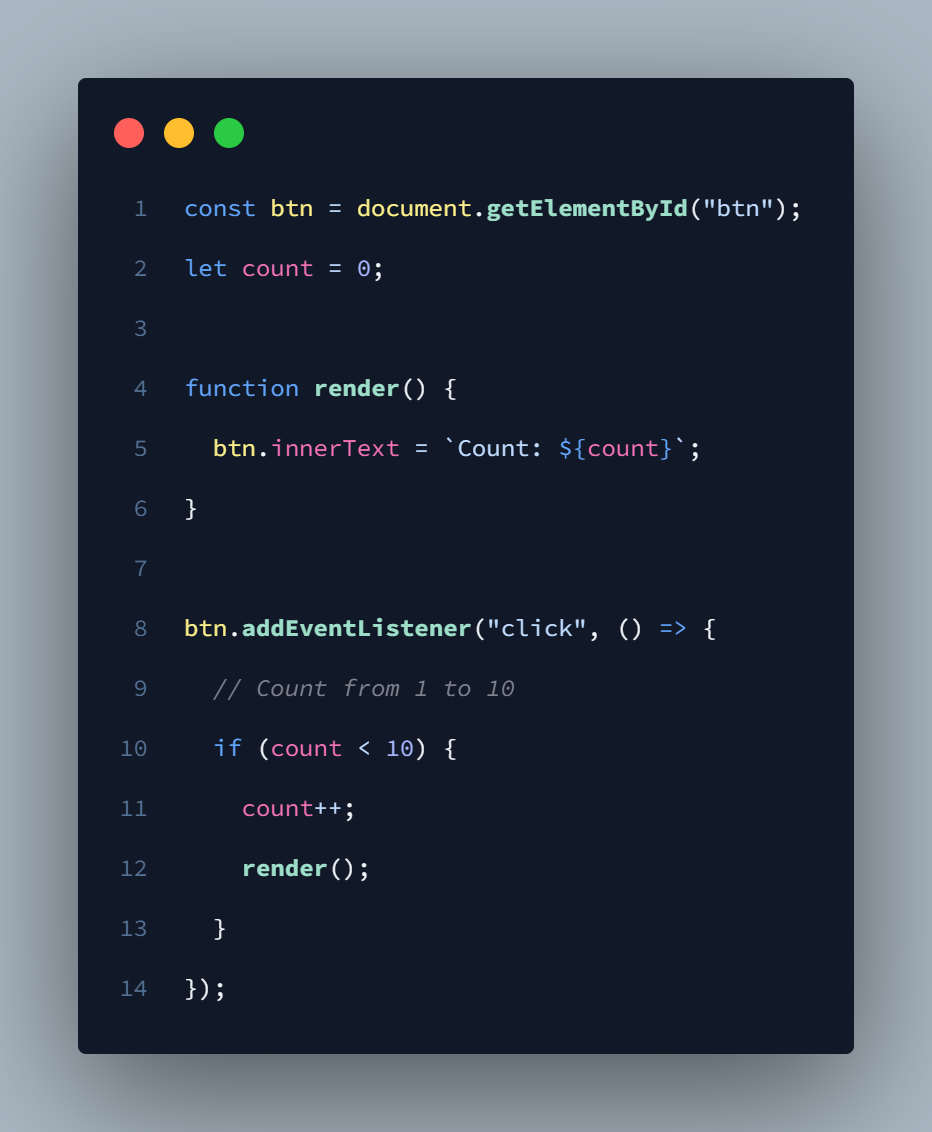 1 const btn = document.getElementById("btn");
2 let count = 0;
3
4 function render() {
5   btn.innerText = `Count: ${count}`;
6 }
7
8 btn.addEventListener("click", () => {
9   // Count from 1 to 10
10   if (count < 10) {
11     count++;
12     render();
13   }
14 });